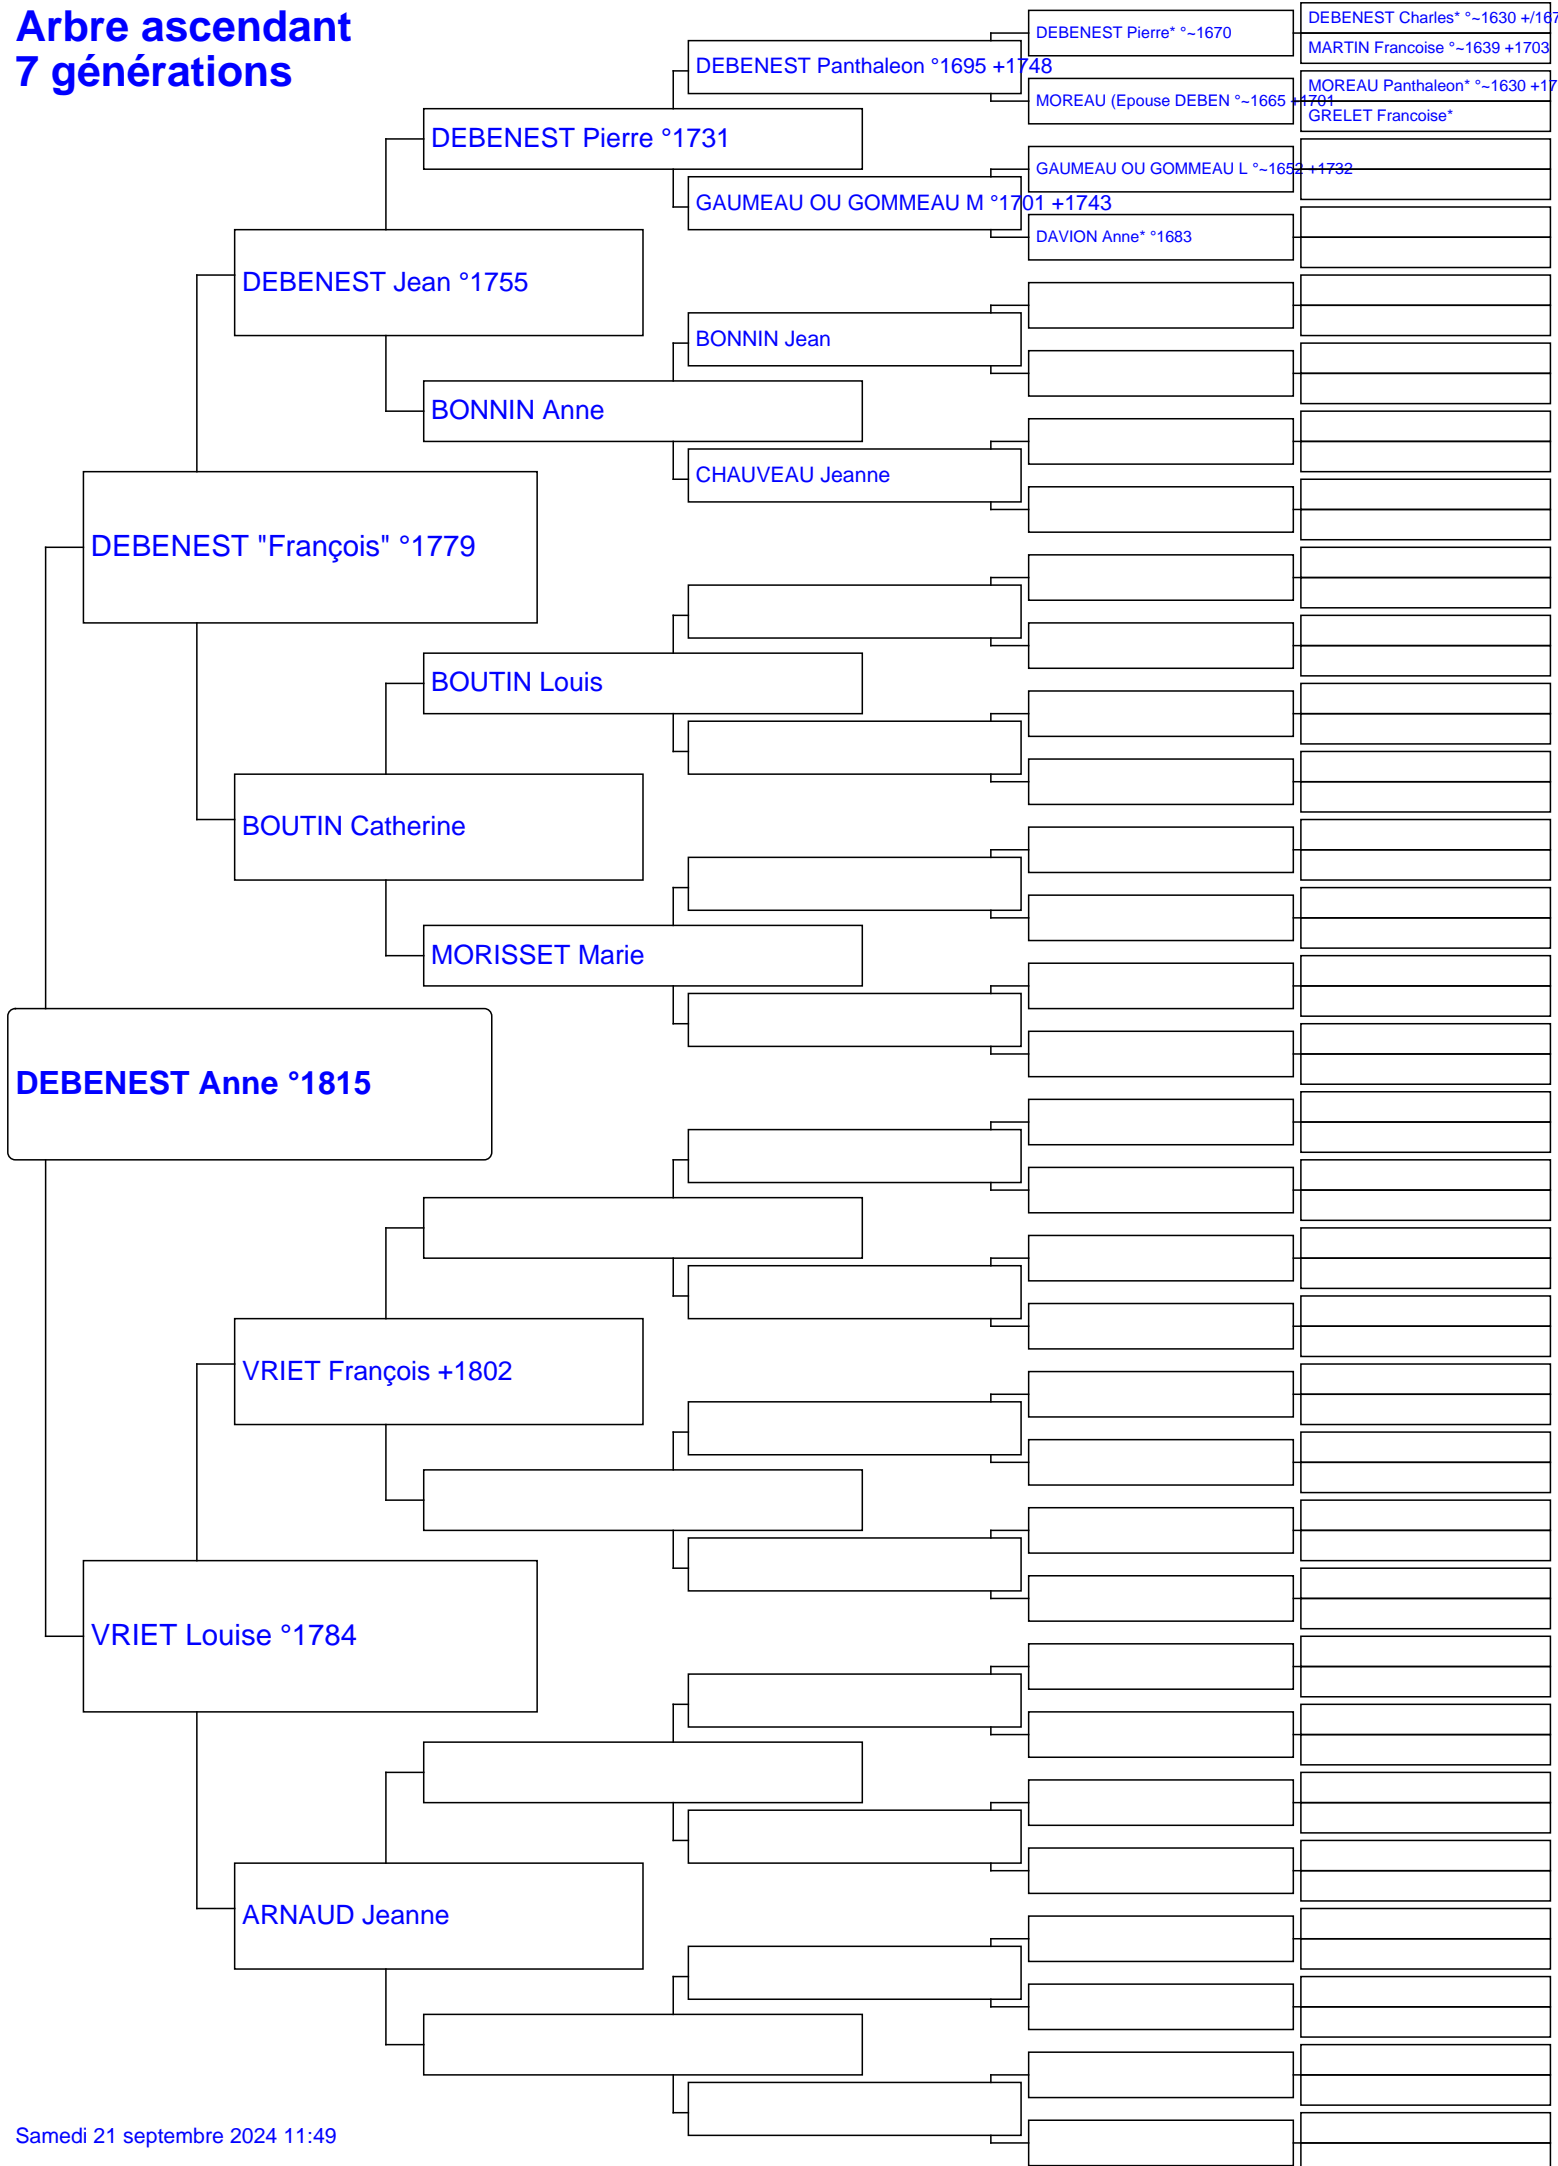 Arbre ascendant
7 générations
DEBENEST Charles* °~1630 +/167
DEBENEST Pierre* °~1670
MARTIN Francoise °~1639 +1703
DEBENEST Panthaleon °1695 +1748
MOREAU Panthaleon* °~1630 +17
MOREAU (Epouse DEBEN °~1665 +1701
GRELET Francoise*
DEBENEST Pierre °1731
GAUMEAU OU GOMMEAU L °~1652 +1732
GAUMEAU OU GOMMEAU M °1701 +1743
DAVION Anne* °1683
DEBENEST Jean °1755
BONNIN Jean
BONNIN Anne
CHAUVEAU Jeanne
DEBENEST "François" °1779
BOUTIN Louis
BOUTIN Catherine
MORISSET Marie
DEBENEST Anne °1815
VRIET François +1802
VRIET Louise °1784
ARNAUD Jeanne
Samedi 21 septembre 2024 11:49